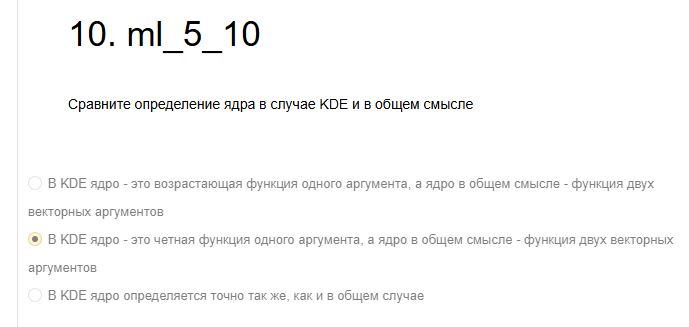 10. ml_5_10
Сравните определение ядра в случае KDE и в общем смысле
В KDE ядро - это возрастающая функция одного аргумента, а ядро в общем смысле - функция двух
векторных аргументов
В KDE ядро - это четная функция одного аргумента, а ядро в общем смысле - функция двух векторных
аргументов
В KDE ядро определяется точно так же, как и в общем случае